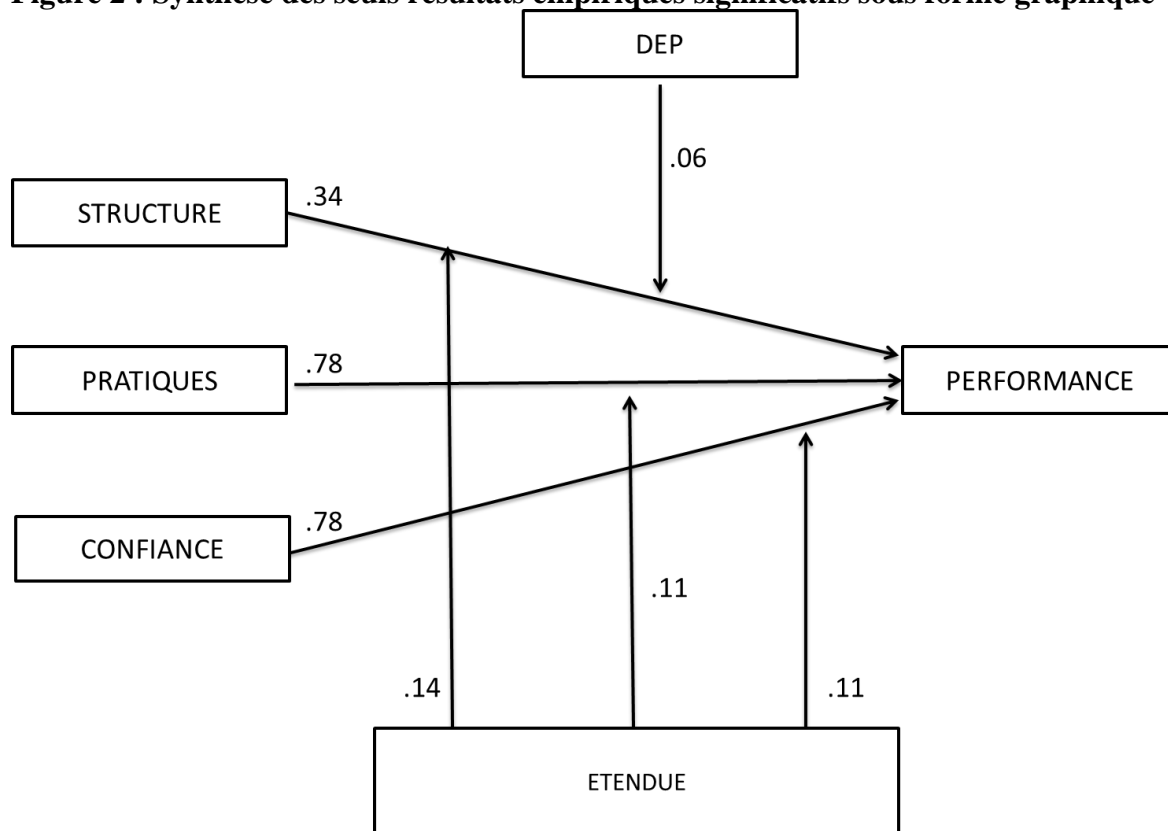 Figure 2 : Synthèse des seuls résultats empiriques significatifs sous forme graphique
DEP
.06
STRUCTURE
.34
PRATIQUES
.78
PERFORMANCE
CONFIANCE
.78
.11
.14
.11
ETENDUE